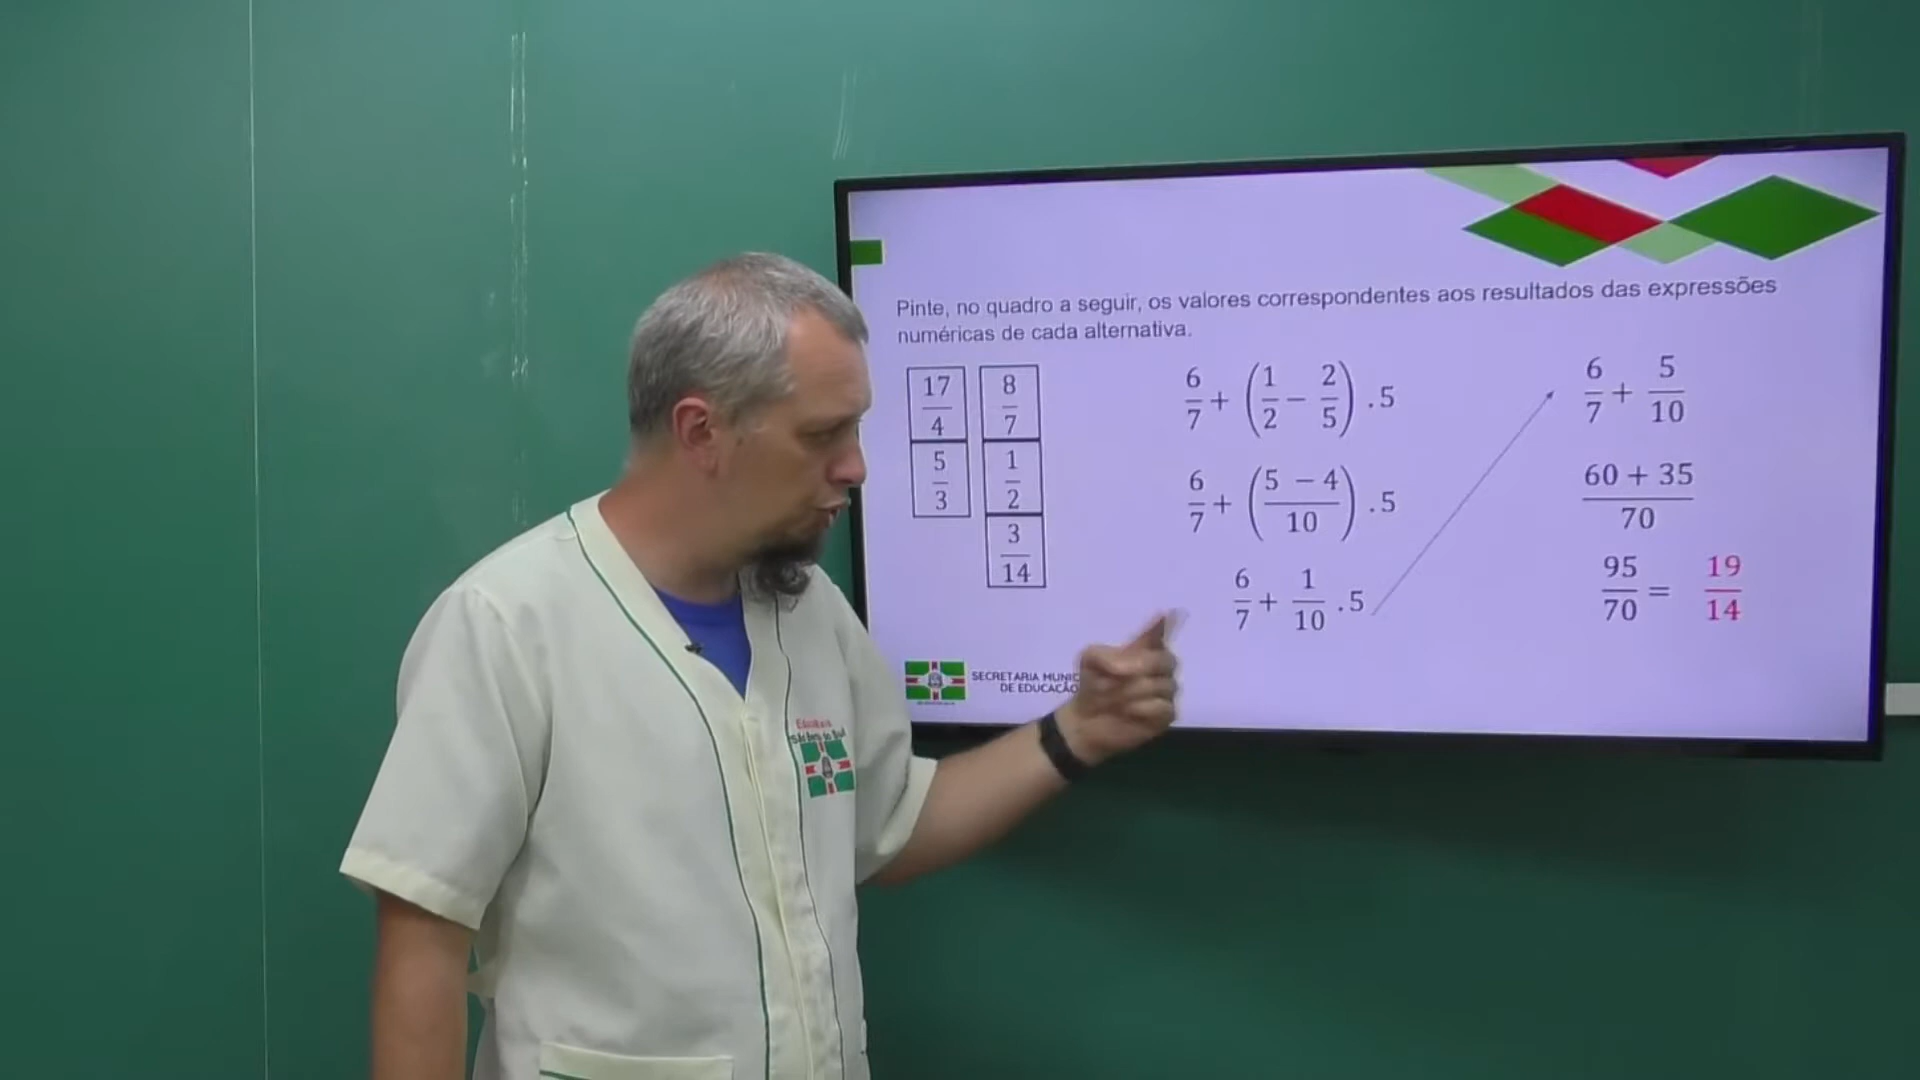 Pinte, no quadro a seguir, os valores correspondentes aos resultados das expressões
numéricas de cada alternativa.
17/4 8/7
5/3 1/2
3/14
6/7 + (1/2 − 2/5) . 5
6/7 + ((5 − 4)/10) . 5
6/7 + 1/10 . 5
6/7 + 5/10
(60 + 35)/70
95/70 = 19/14
SECRETARIA
DE EDUCAÇÃO